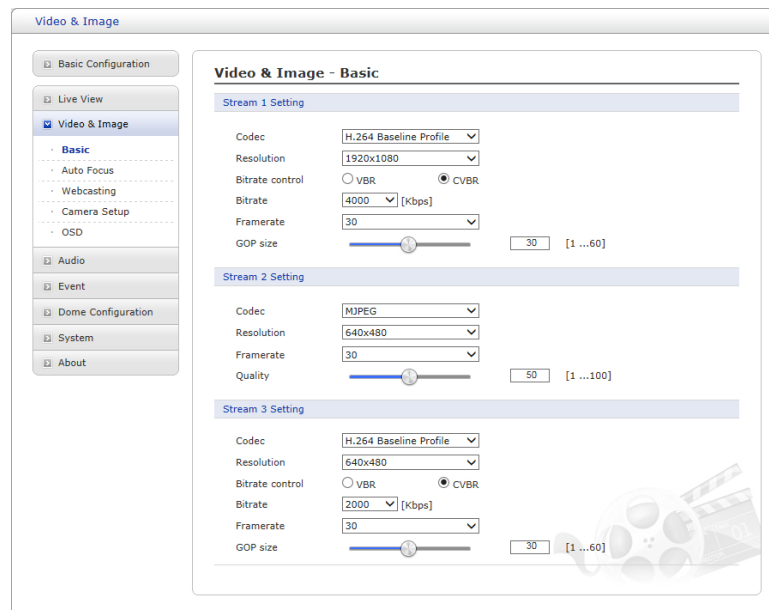 Video & Image
Basic Configuration
Live View
Video & Image
Basic
Auto Focus
Webcasting
Camera Setup
OSD
Audio
Event
Dome Configuration
System
About
Video & Image - Basic
Stream 1 Setting
Codec H.264 Baseline Profile
Resolution 1920x1080
Bitrate control VBR CVBR
Bitrate 4000 [Kbps]
Framerate 30
GOP size 30 [1 ...60]
Stream 2 Setting
Codec MJPEG
Resolution 640x480
Framerate 30
Quality 50 [1 ...100]
Stream 3 Setting
Codec H.264 Baseline Profile
Resolution 640x480
Bitrate control VBR CVBR
Bitrate 2000 [Kbps]
Framerate 30
GOP size 30 [1 ...60]